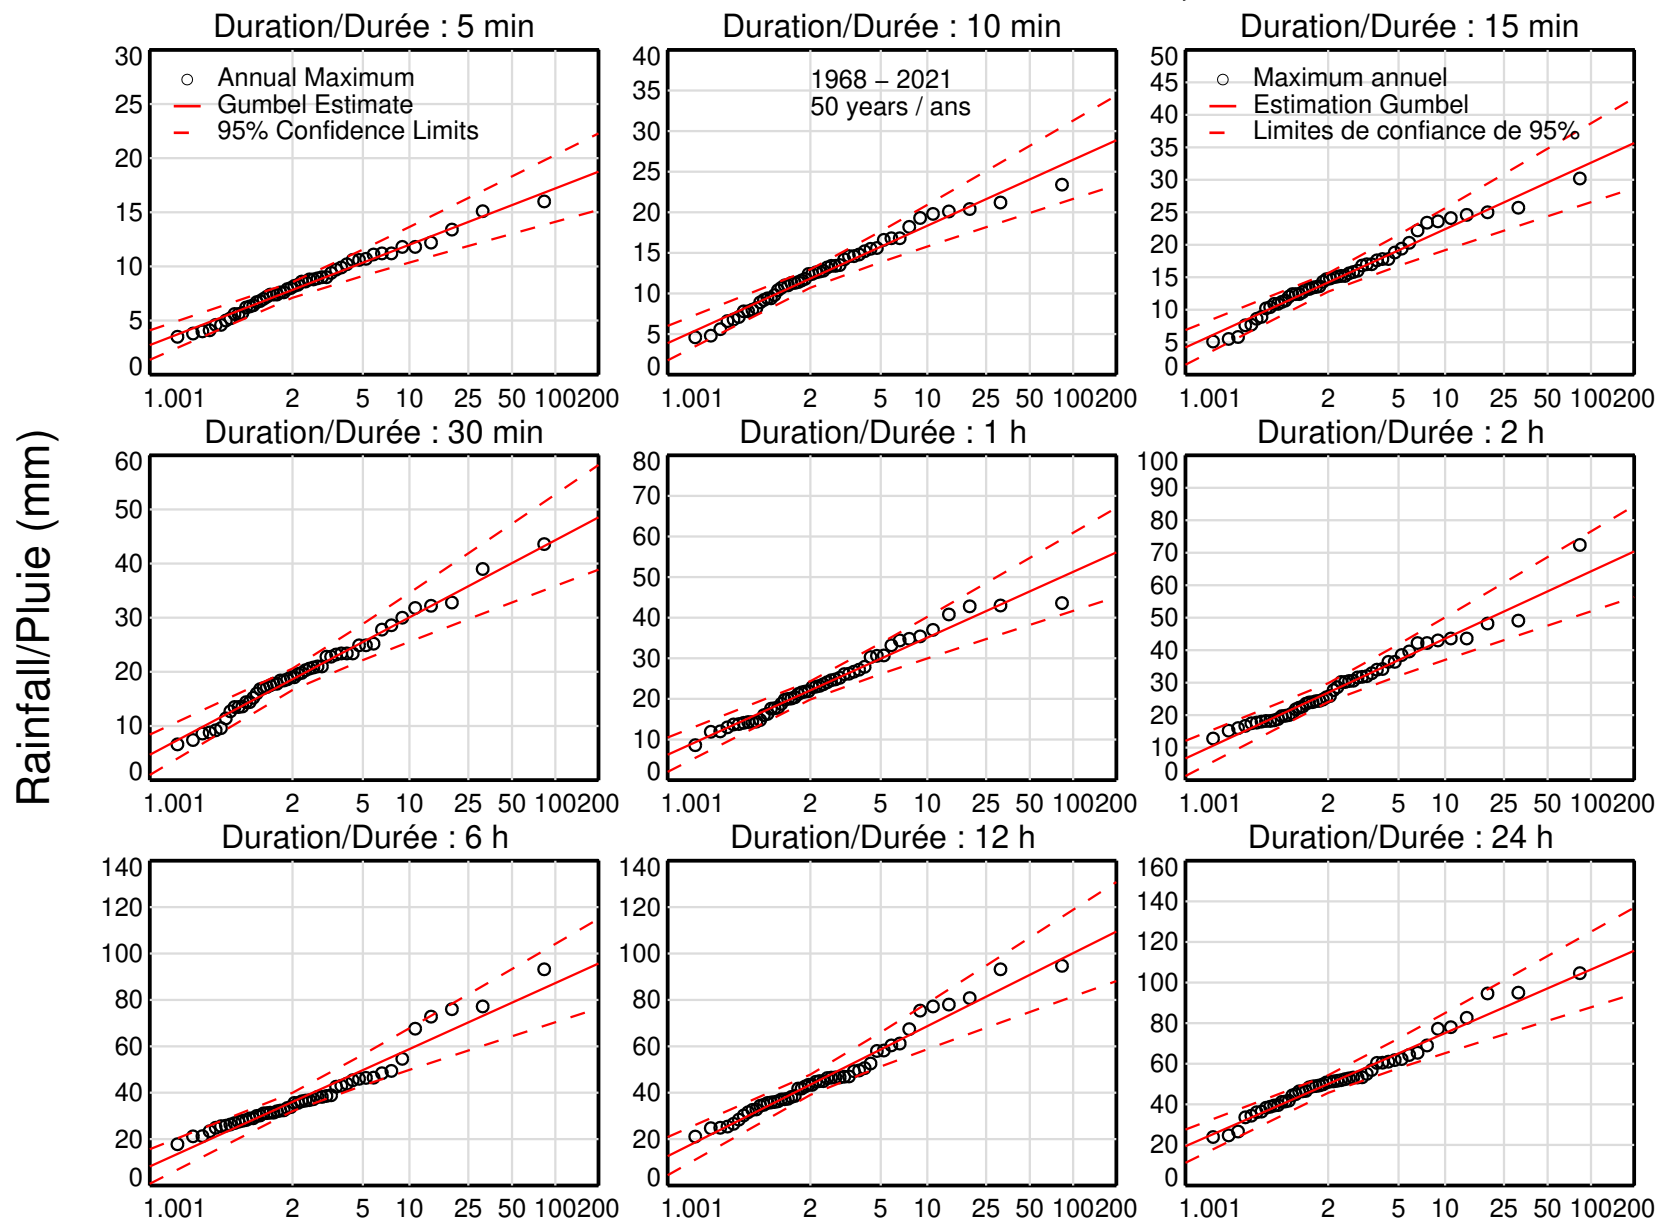 Duration/Durée : 5 min
30
25
20
15
10
5
0
Annual Maximum
Gumbel Estimate
95% Confidence Limits
1.001 2 5 10 25 50 100200
Duration/Durée : 10 min
40
35
30
25
20
15
10
5
0
1968 – 2021
50 years / ans
1.001 2 5 10 25 50 100200
Duration/Durée : 15 min
50
45
40
35
30
25
20
15
10
5
0
Maximum annuel
Estimation Gumbel
Limites de confiance de 95%
1.001 2 5 10 25 50 100200
Rainfall/Pluie (mm)
Duration/Durée : 30 min
60
50
40
30
20
10
0
1.001 2 5 10 25 50 100200
Duration/Durée : 1 h
80
70
60
50
40
30
20
10
0
1.001 2 5 10 25 50 100200
Duration/Durée : 2 h
100
90
80
70
60
50
40
30
20
10
0
1.001 2 5 10 25 50 100200
Duration/Durée : 6 h
140
120
100
80
60
40
20
0
1.001 2 5 10 25 50 100200
Duration/Durée : 12 h
140
120
100
80
60
40
20
0
1.001 2 5 10 25 50 100200
Duration/Durée : 24 h
160
140
120
100
80
60
40
20
0
1.001 2 5 10 25 50 100200